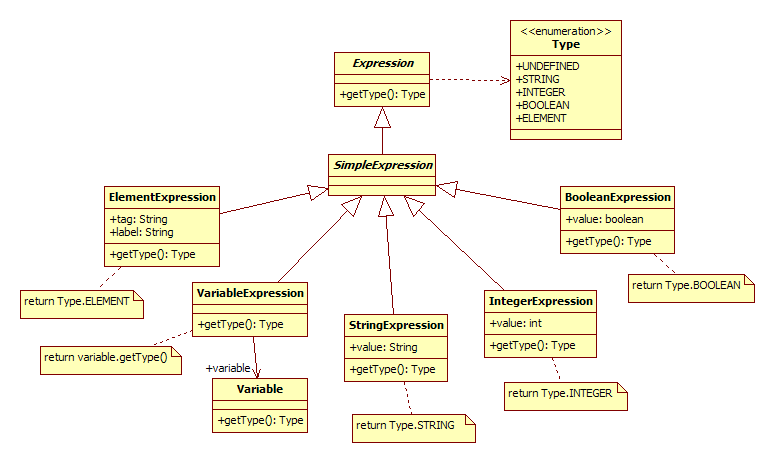 <<enumeration>>
Type
+UNDEFINED
+STRING
+INTEGER
+BOOLEAN
+ELEMENT
Expression
+getType(): Type
SimpleExpression
ElementExpression
+tag: String
+label: String
+getType(): Type
return Type.ELEMENT
BooleanExpression
+value: boolean
+getType(): Type
return Type.BOOLEAN
VariableExpression
+getType(): Type
return variable.getType()
+variable
Variable
+getType(): Type
StringExpression
+value: String
+getType(): Type
return Type.STRING
IntegerExpression
+value: int
+getType(): Type
return Type.INTEGER